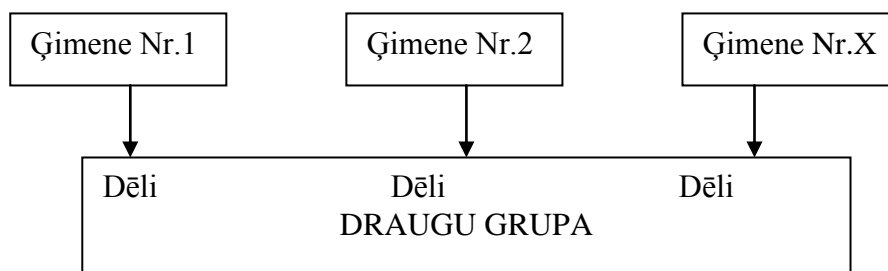 Ģimene Nr.1 Ģimene Nr.2 Ģimene Nr.X
Dēli Dēli Dēli
DRAUGU GRUPA